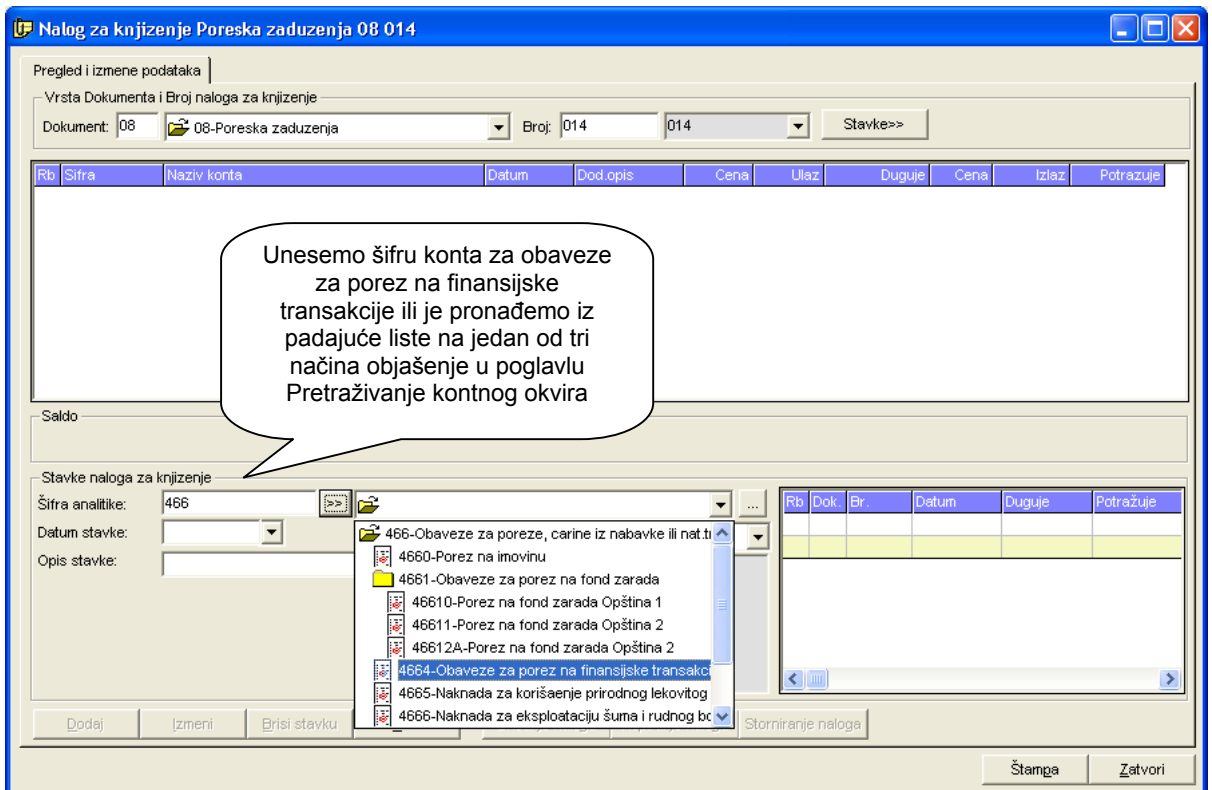 Nalog za knjizenje Poreska zaduzenja 08 014
Pregled i izmene podataka
Vrsta Dokumenta i Broj naloga za knjizenje
Dokument: 08 08-Poreska zaduzenja Broj: 014 014 Stavke>>
Rb Sifra Naziv konta Datum Dod.opis Cena Ulaz Duguje Cena Izlaz Potrazuje
Unesemo šifru konta za obaveze
za porez na finansijske
transakcije ili je pronađemo iz
padajuće liste na jedan od tri
načina objašenje u poglavlu
Pretraživanje kontnog okvira
Saldo
Stavke naloga za knjizenje
Šifra analitike: 466 >> ...
Rb Dok. Br. Datum Duguje Potražuje
Datum stavke:
Opis stavke:
466-Obaveze za poreze, carine iz nabavke ili nat.t
4660-Porez na imovinu
4661-Obaveze za porez na fond zarada
46610-Porez na fond zarada Opština 1
46611-Porez na fond zarada Opština 2
46612A-Porez na fond zarada Opština 2
4664-Obaveze za porez na finansijske transakci
4665-Naknada za korišaenje prirodnog lekovitog
4666-Naknada za eksploataciju šuma i rudnog bo
Dodaj Izmeni Brisi stavku Storniranje naloga
Štampa Zatvori